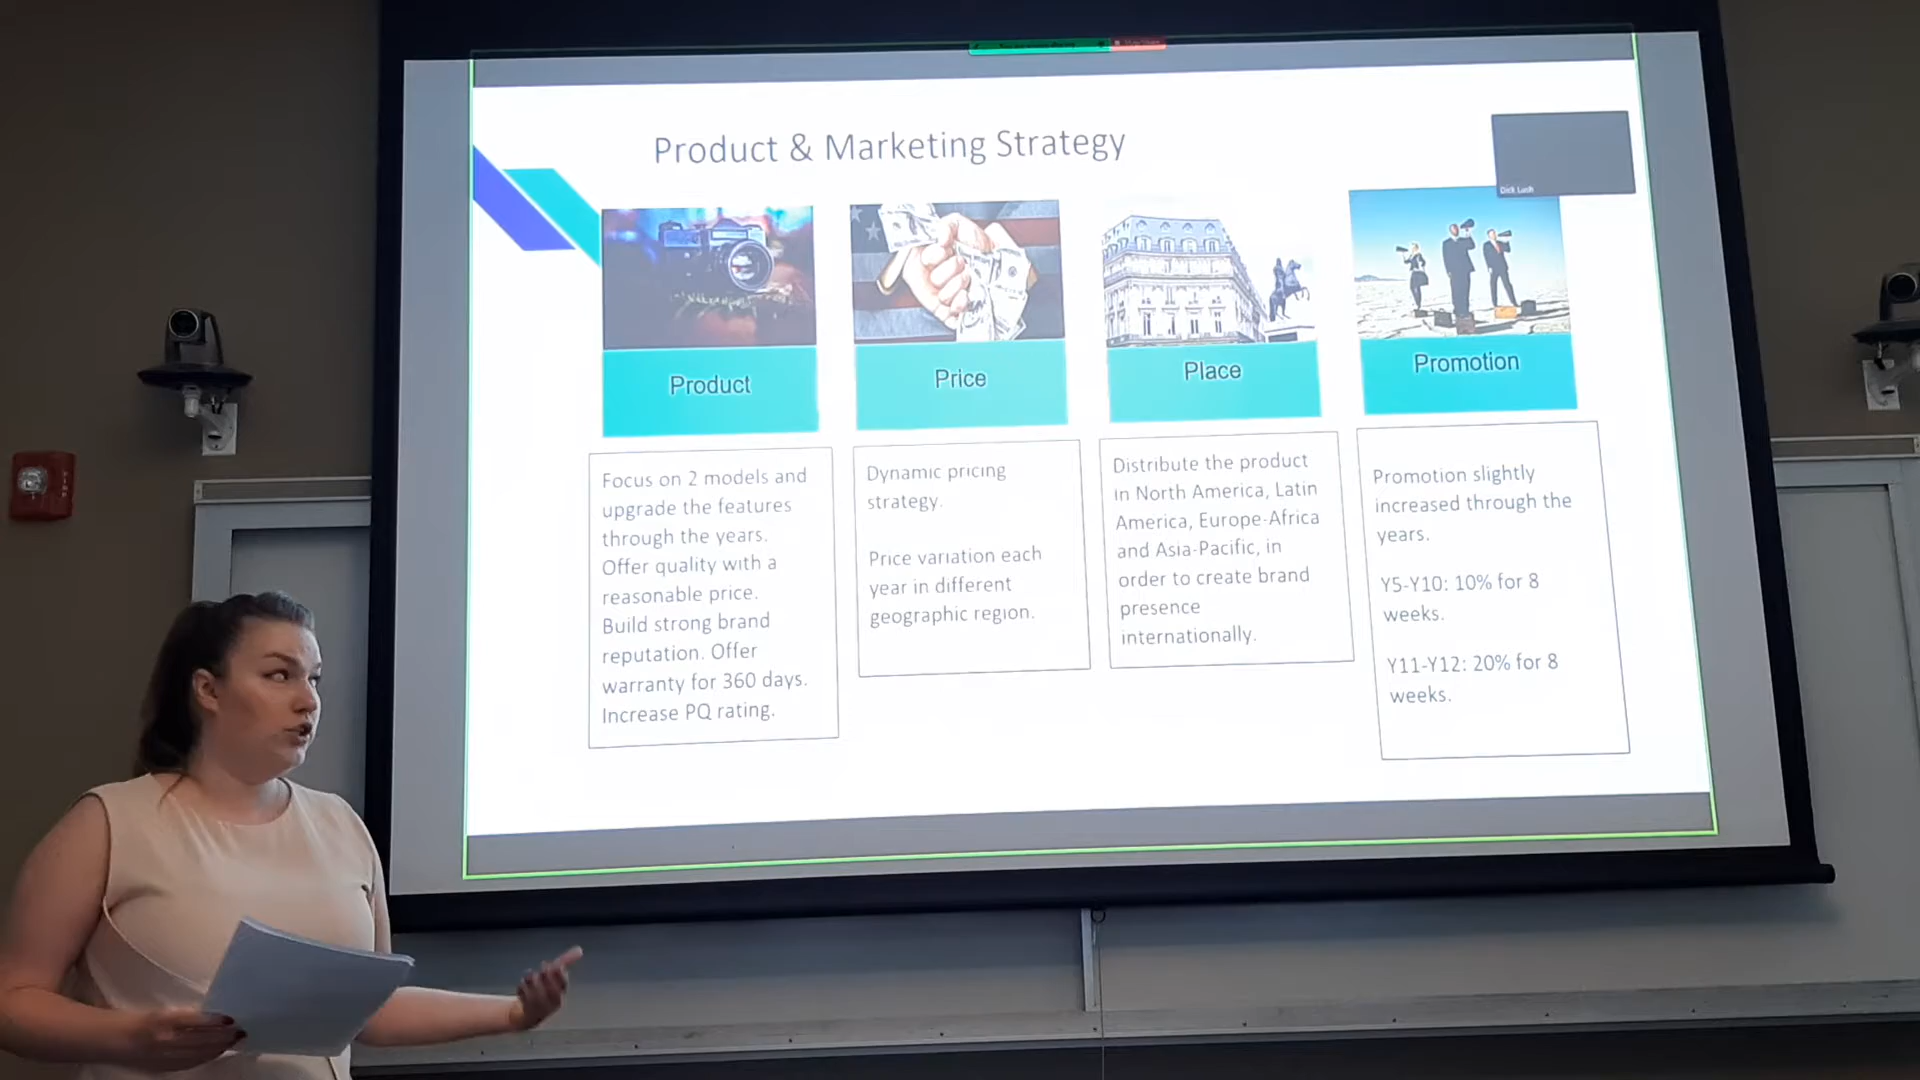 Product & Marketing Strategy
Dick Lush
Product
Price
Place
Promotion
Focus on 2 models and
upgrade the features
through the years.
Offer quality with a
reasonable price.
Build strong brand
reputation. Offer
warranty for 360 days.
Increase PQ rating.
Dynamic pricing
strategy.
Price variation each
year in different
geographic region.
Distribute the product
in North America, Latin
America, Europe-Africa
and Asia-Pacific, in
order to create brand
presence
internationally.
Promotion slightly
increased through the
years.
Y5-Y10: 10% for 8
weeks.
Y11-Y12: 20% for 8
weeks.
FIRE